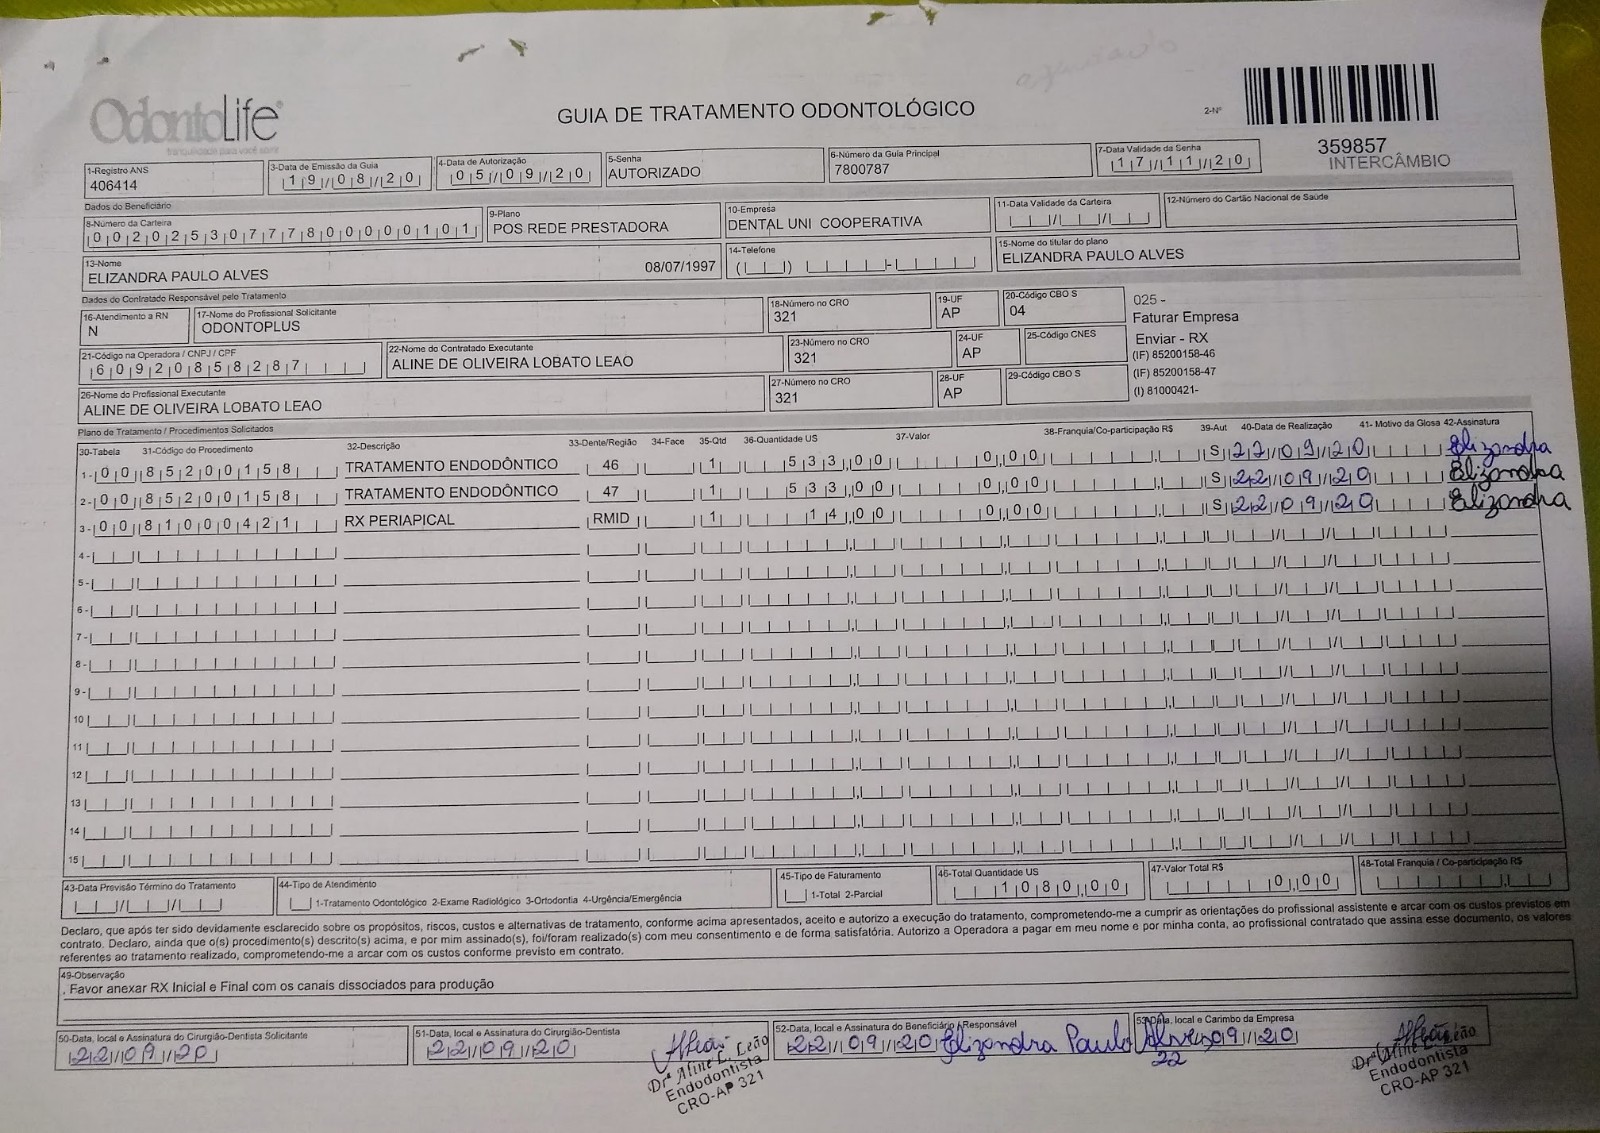 OdontoLife
GUIA DE TRATAMENTO ODONTOLÓGICO
2-Nº
359857
INTERCÂMBIO
1-Registro ANS
406414
3-Data de Emissão da Guia
19/08/20
4-Data de Autorização
05/09/20
5-Senha
AUTORIZADO
6-Número da Guia Principal
7800787
7-Data Validade da Senha
17/11/20
Dados do Beneficiário
8-Número da Carteira
00202530777800000101
9-Plano
POS REDE PRESTADORA
10-Empresa
DENTAL UNI COOPERATIVA
11-Data Validade da Carteira
12-Número do Cartão Nacional de Saúde
13-Nome
ELIZANDRA PAULO ALVES 08/07/1997
14-Telefone
15-Nome do titular do plano
ELIZANDRA PAULO ALVES
Dados do Contratado Responsável pelo Tratamento
16-Atendimento a RN
N
17-Nome do Profissional Solicitante
ODONTOPLUS
18-Número no CRO
321
19-UF
AP
20-Código CBO S
04
025 -
Faturar Empresa
Enviar - RX
(IF) 85200158-46
(IF) 85200158-47
(I) 81000421-
21-Código na Operadora / CNPJ / CPF
60920858287
22-Nome do Contratado Executante
ALINE DE OLIVEIRA LOBATO LEAO
23-Número no CRO
321
24-UF
AP
25-Código CNES
26-Nome do Profissional Executante
ALINE DE OLIVEIRA LOBATO LEAO
27-Número no CRO
321
28-UF
AP
29-Código CBO S
Plano de Tratamento / Procedimentos Solicitados
30-Tabela 31-Código do Procedimento 32-Descrição 33-Dente/Região 34-Face 35-Qtd 36-Quantidade US 37-Valor 38-Franquia/Co-participação R$ 39-Aut 40-Data de Realização 41- Motivo da Glosa 42-Assinatura
1- 00 85200158 TRATAMENTO ENDODÔNTICO 46 1 533,00 0,00 S 22/09/20 Elizandra
2- 00 85200158 TRATAMENTO ENDODÔNTICO 47 1 533,00 0,00 S 22/09/20 Elizandra
3- 00 81000421 RX PERIAPICAL RMID 1 14,00 0,00 S 22/09/20 Elizandra
4-
5-
6-
7-
8-
9-
10
11
12
13
14
15
43-Data Previsão Término do Tratamento
44-Tipo de Atendimento
1-Tratamento Odontológico 2-Exame Radiológico 3-Ortodontia 4-Urgência/Emergência
45-Tipo de Faturamento
1-Total 2-Parcial
46-Total Quantidade US
1080,00
47-Valor Total R$
0,00
48-Total Franquia / Co-participação R$
Declaro, que após ter sido devidamente esclarecido sobre os propósitos, riscos, custos e alternativas de tratamento, conforme acima apresentados, aceito e autorizo a execução do tratamento, comprometendo-me a cumprir as orientações do profissional assistente e arcar com os custos previstos em
contrato. Declaro, ainda que o(s) procedimento(s) descrito(s) acima, e por mim assinado(s), foi/foram realizado(s) com meu consentimento e de forma satisfatória. Autorizo a Operadora a pagar em meu nome e por minha conta, ao profissional contratado que assina esse documento, os valores
referentes ao tratamento realizado, comprometendo-me a arcar com os custos conforme previsto em contrato.
49-Observação
. Favor anexar RX Inicial e Final com os canais dissociados para produção
50-Data, local e Assinatura do Cirurgião-Dentista Solicitante
22/09/20
51-Data, local e Assinatura do Cirurgião-Dentista
22/09/20
Drª Aline L. Leão
Endodontista
CRO-AP 321
52-Data, local e Assinatura do Beneficiário / Responsável
22/09/20 Elizandra Paulo Alves
53-Data, local e Carimbo da Empresa
09/20
22
Drª Aline Leão
Endodontista
CRO-AP 321